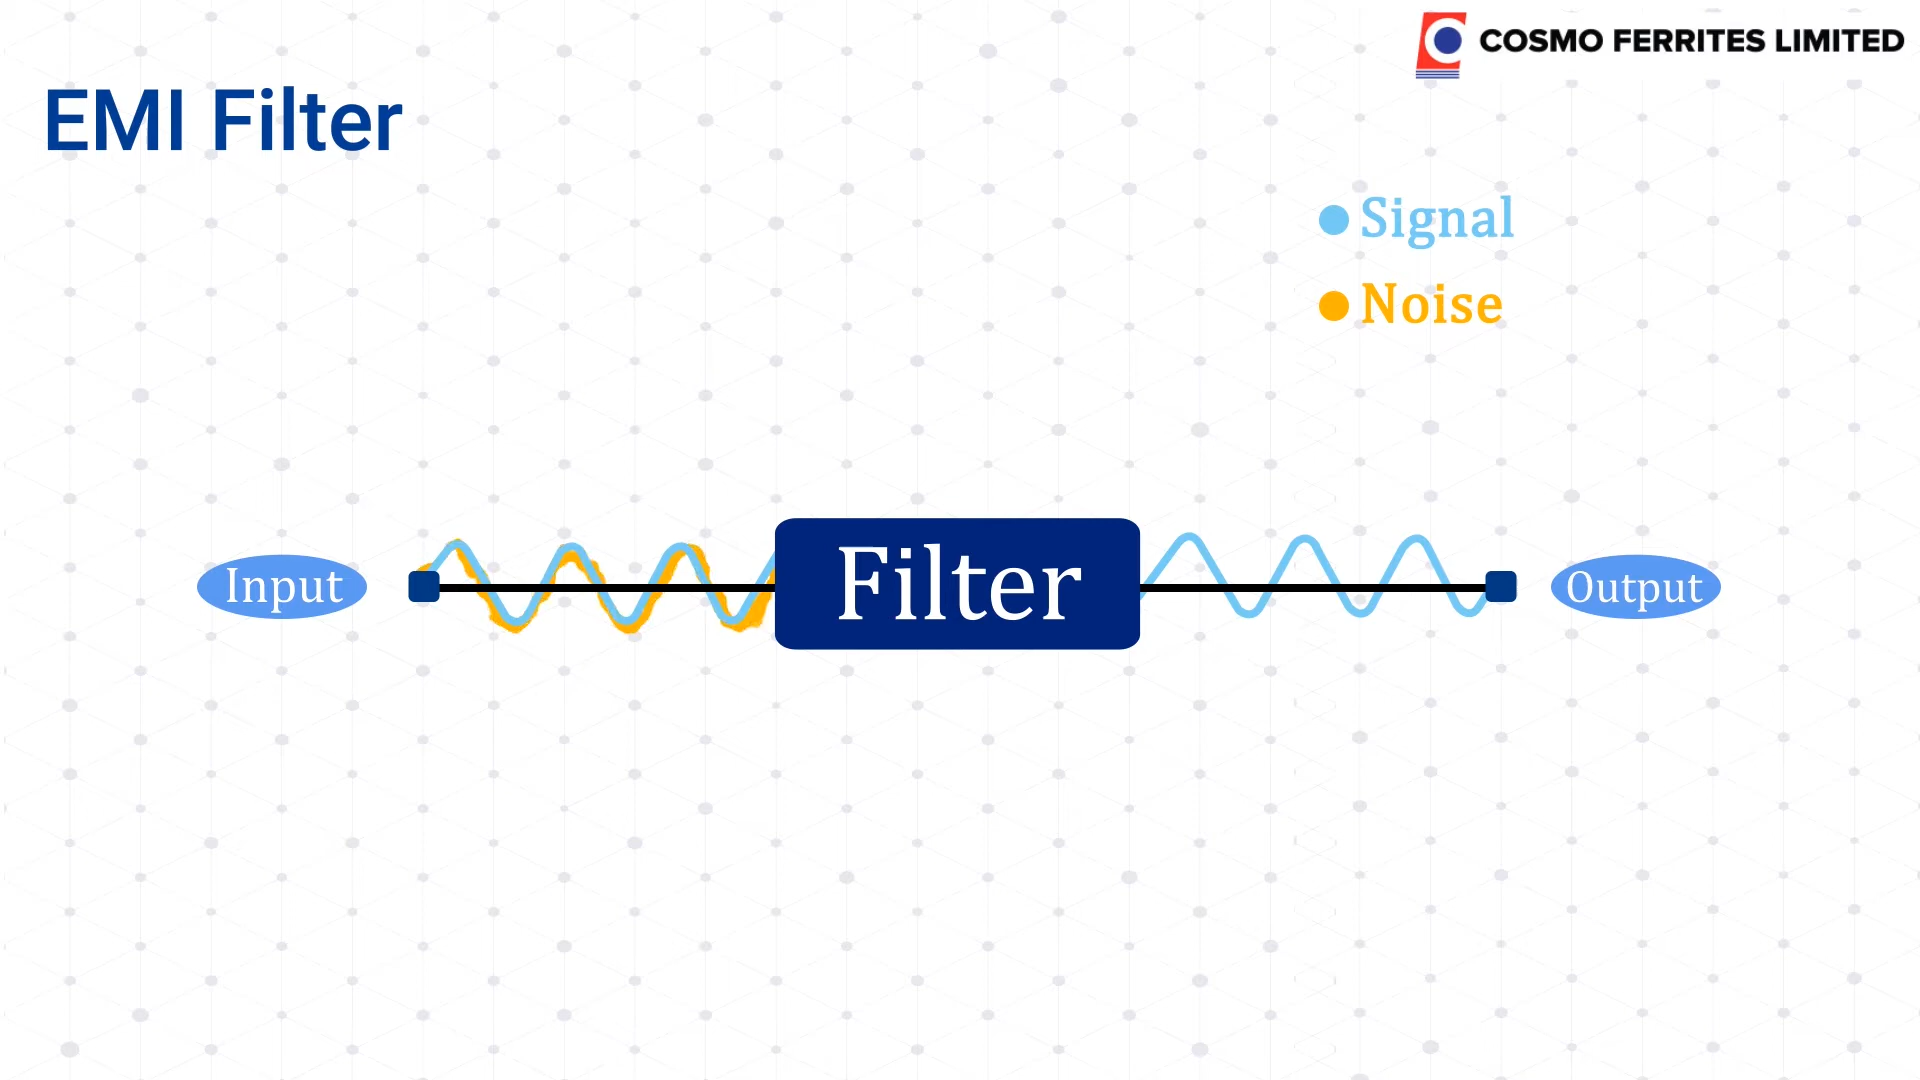 COSMO FERRITES LIMITED
EMI Filter
Signal
Noise
Input
Filter
Output